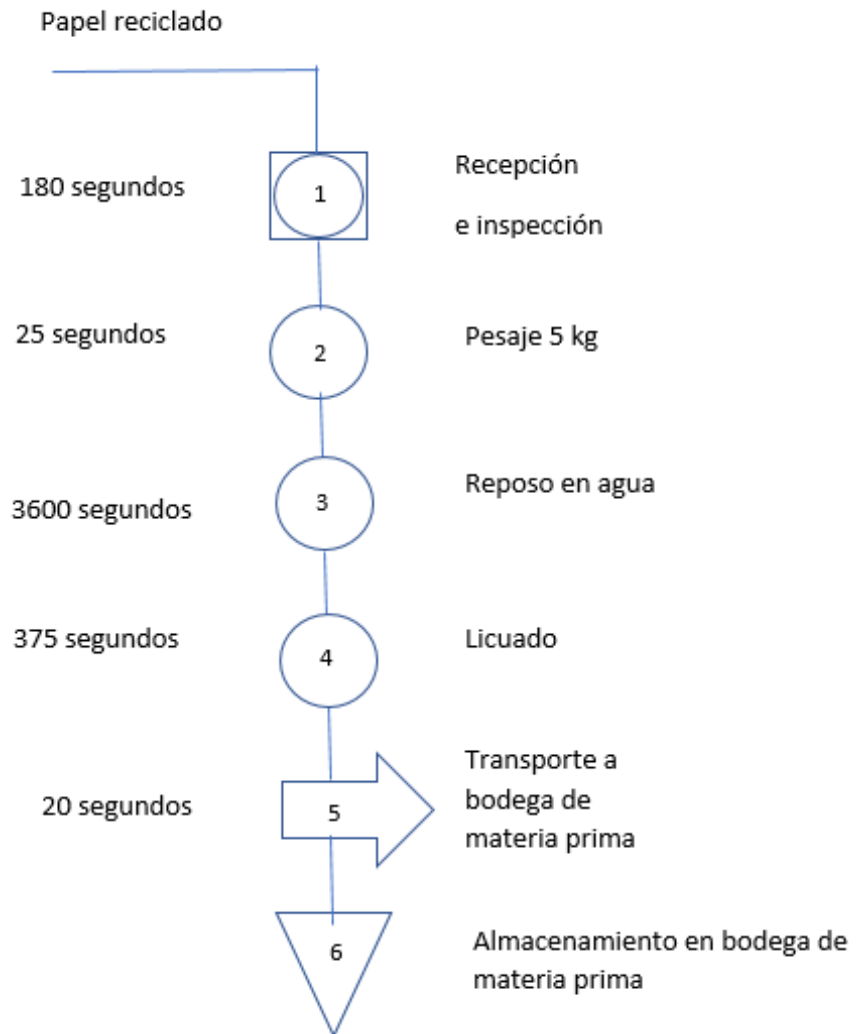 Papel reciclado
180 segundos
1
Recepción
e inspección
25 segundos
2
Pesaje 5 kg
3600 segundos
3
Reposo en agua
375 segundos
4
Licuado
20 segundos
5
Transporte a
bodega de
materia prima
6
Almacenamiento en bodega de
materia prima